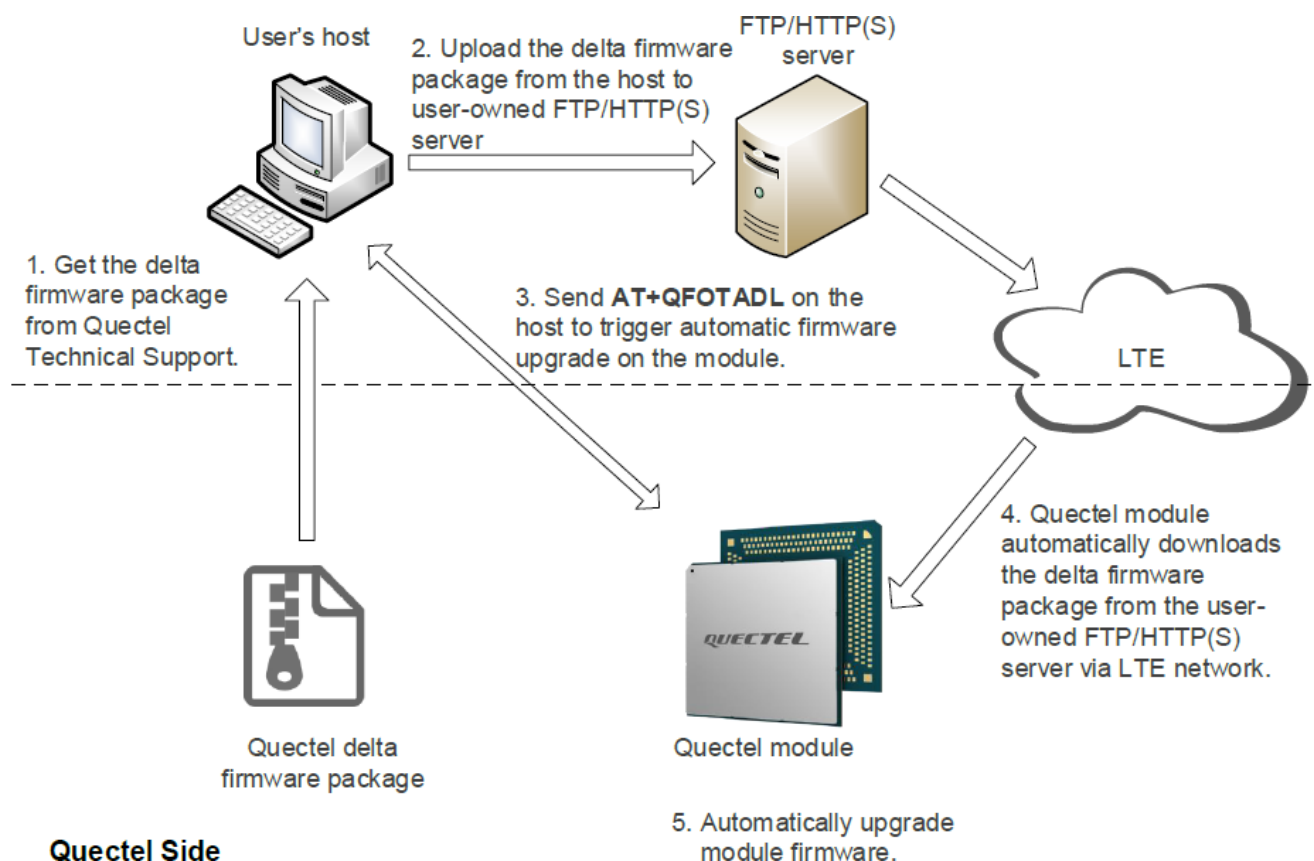 User's host
2. Upload the delta firmware
package from the host to
user-owned FTP/HTTP(S)
server
FTP/HTTP(S)
server
1. Get the delta
firmware package
from Quectel
Technical Support.
3. Send AT+QFOTADL on the
host to trigger automatic firmware
upgrade on the module.
LTE
4. Quectel module
automatically downloads
the delta firmware
package from the user-
owned FTP/HTTP(S)
server via LTE network.
QUECTEL
Quectel delta
firmware package
Quectel module
5. Automatically upgrade
module firmware.
Quectel Side